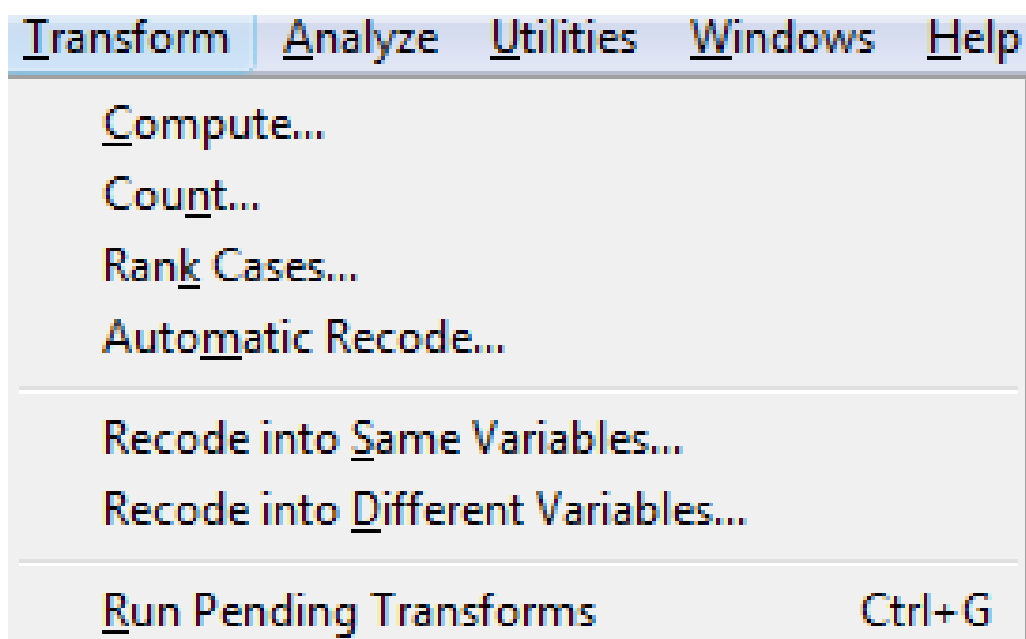 Transform Analyze Utilities Windows Help
Compute...
Count...
Rank Cases...
Automatic Recode...
Recode into Same Variables...
Recode into Different Variables...
Run Pending Transforms Ctrl+G